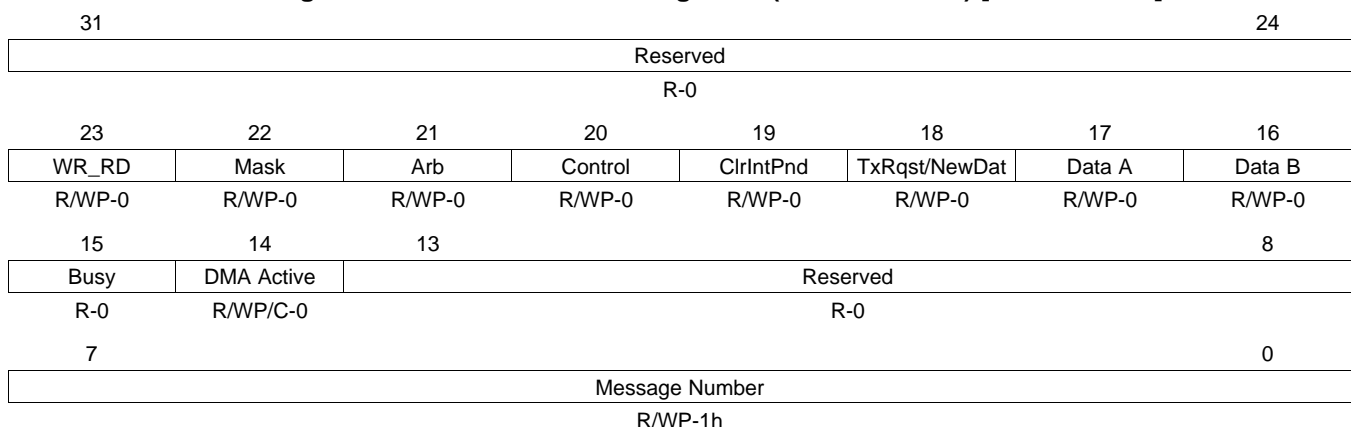 31 24
Reserved
R-0
23 22 21 20 19 18 17 16
WR_RD Mask Arb Control ClrIntPnd TxRqst/NewDat Data A Data B
R/WP-0 R/WP-0 R/WP-0 R/WP-0 R/WP-0 R/WP-0 R/WP-0 R/WP-0
15 14 13 8
Busy DMA Active Reserved
R-0 R/WP/C-0 R-0
7 0
Message Number
R/WP-1h